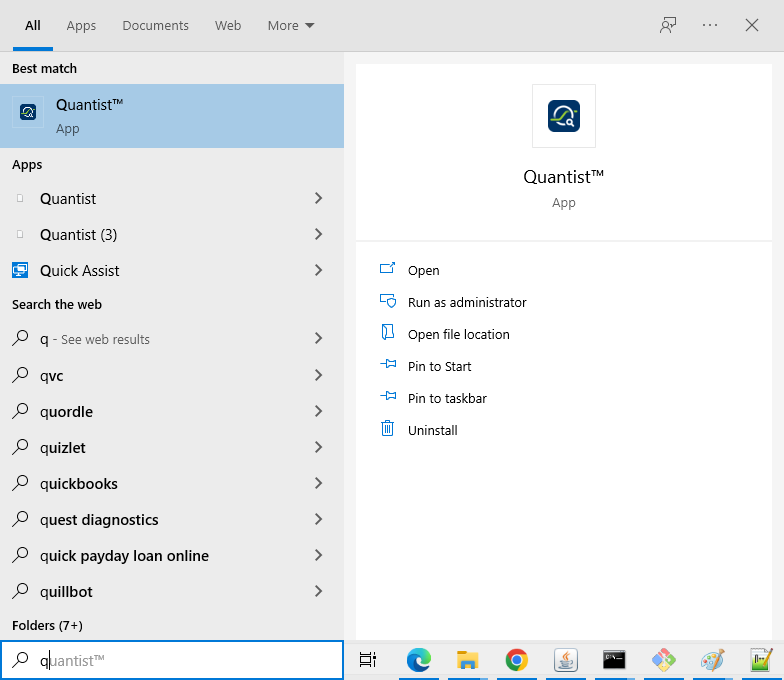 All Apps Documents Web More
Best match
Quantist™
App
Apps
Quantist
Quantist (3)
Quick Assist
Search the web
q - See web results
qvc
quordle
quizlet
quickbooks
quest diagnostics
quick payday loan online
quillbot
Folders (7+)
quantist™
Quantist™
App
Open
Run as administrator
Open file location
Pin to Start
Pin to taskbar
Uninstall